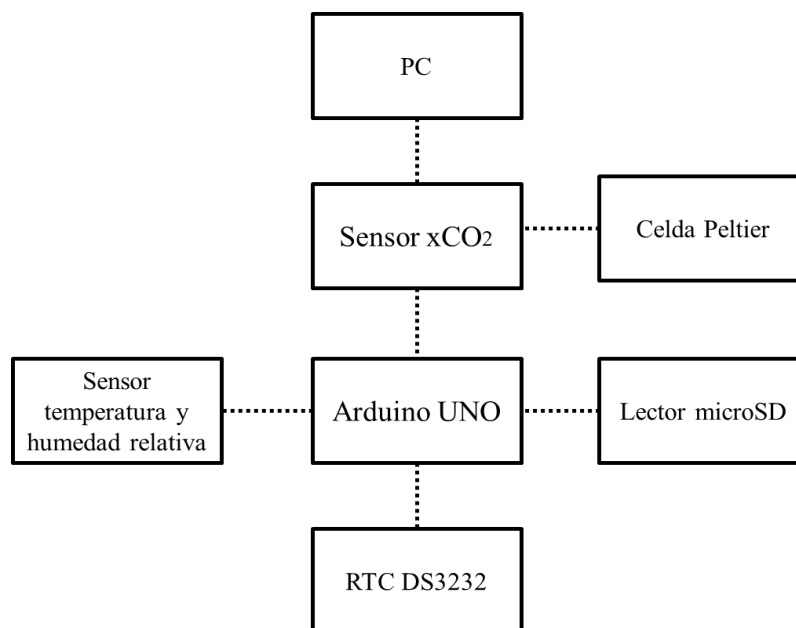 PC
Sensor xCO2
Celda Peltier
Sensor
temperatura y
humedad relativa
Arduino UNO
Lector microSD
RTC DS3232